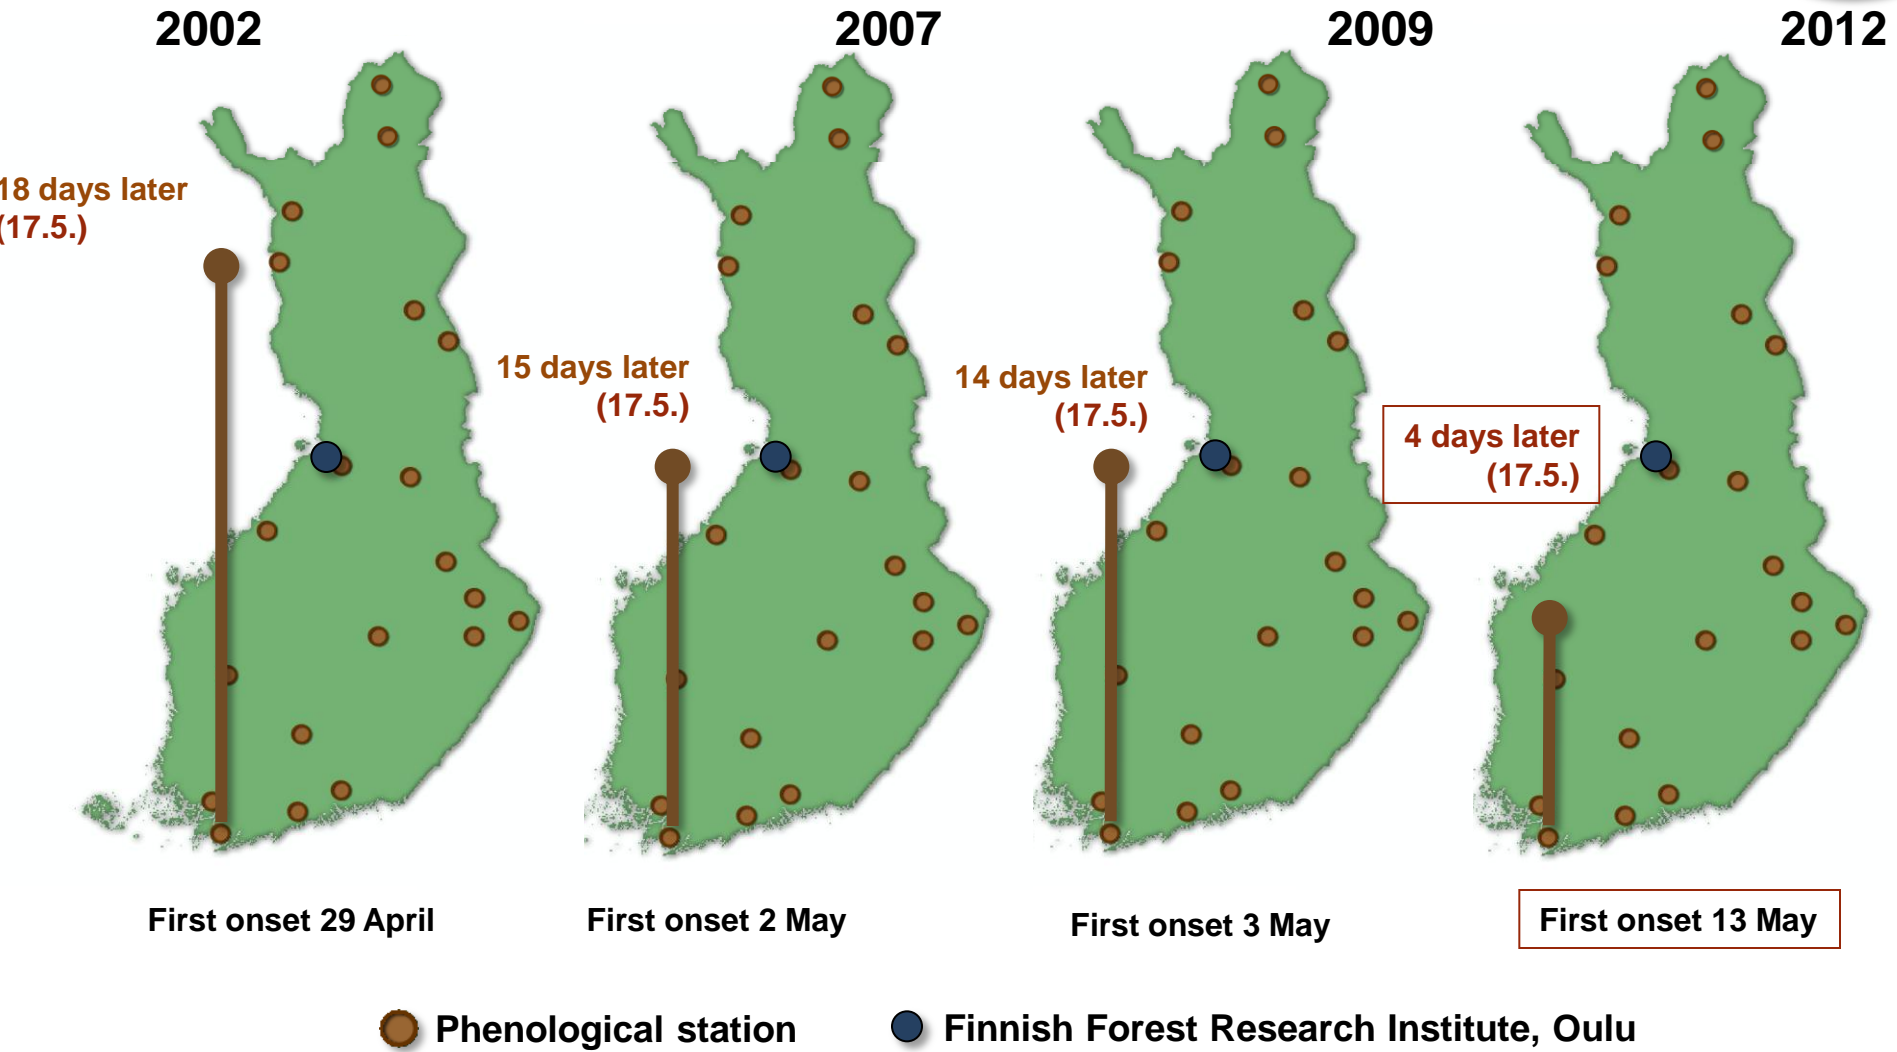 2002
2007
2009
2012
18 days later
(17.5.)
15 days later
(17.5.)
14 days later
(17.5.)
4 days later
(17.5.)
First onset 29 April
First onset 2 May
First onset 3 May
First onset 13 May
Phenological station
Finnish Forest Research Institute, Oulu